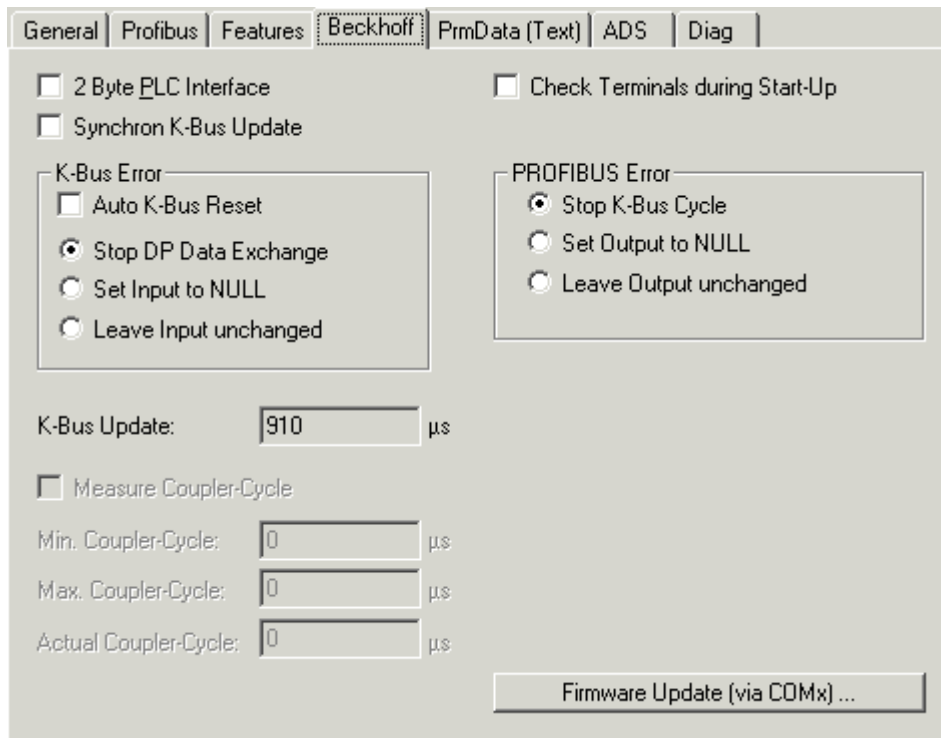 General Profibus Features Beckhoff PrmData (Text) ADS Diag
2 Byte PLC Interface
Check Terminals during Start-Up
Synchron K-Bus Update
K-Bus Error
Auto K-Bus Reset
Stop DP Data Exchange
Set Input to NULL
Leave Input unchanged
PROFIBUS Error
Stop K-Bus Cycle
Set Output to NULL
Leave Output unchanged
K-Bus Update: 910 µs
Measure Coupler-Cycle
Min. Coupler-Cycle: 0 µs
Max. Coupler-Cycle: 0 µs
Actual Coupler-Cycle: 0 µs
Firmware Update (via COMx) ...